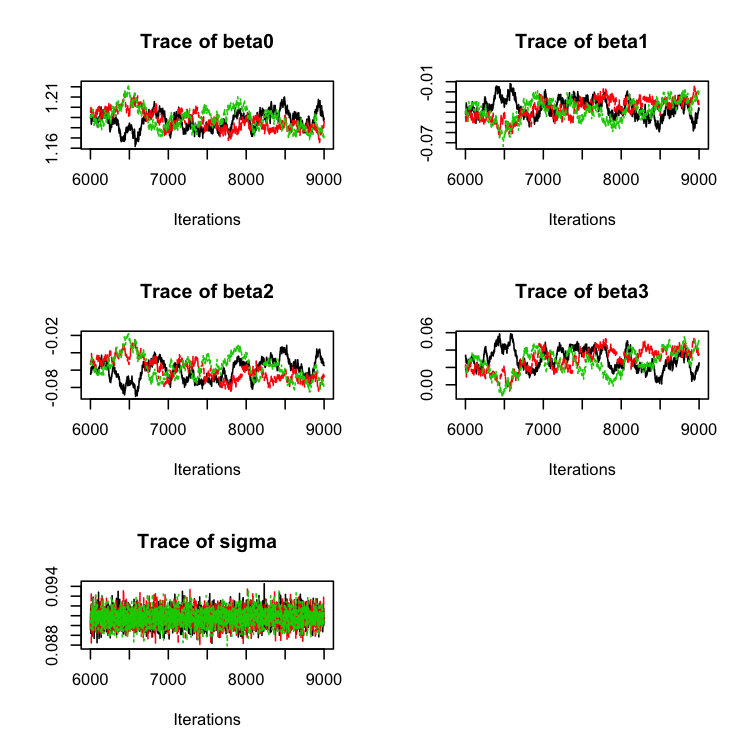 Trace of beta0
1.21
1.16
6000 7000 8000 9000
Iterations
Trace of beta1
-0.01
-0.07
6000 7000 8000 9000
Iterations
Trace of beta2
-0.02
-0.08
6000 7000 8000 9000
Iterations
Trace of beta3
0.06
0.00
6000 7000 8000 9000
Iterations
Trace of sigma
0.094
0.088
6000 7000 8000 9000
Iterations